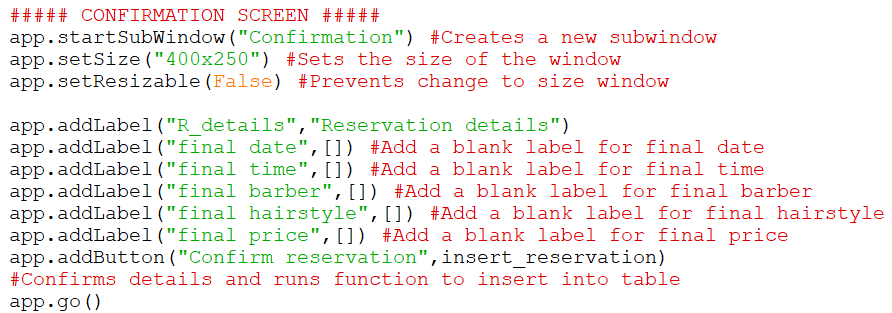 ##### CONFIRMATION SCREEN #####
app.startSubWindow("Confirmation") #Creates a new subwindow
app.setSize("400x250") #Sets the size of the window
app.setResizable(False) #Prevents change to size window
app.addLabel("R_details","Reservation details")
app.addLabel("final date",[]) #Add a blank label for final date
app.addLabel("final time",[]) #Add a blank label for final time
app.addLabel("final barber",[]) #Add a blank label for final barber
app.addLabel("final hairstyle",[]) #Add a blank label for final hairstyle
app.addLabel("final price",[]) #Add a blank label for final price
app.addButton("Confirm reservation",insert_reservation)
#Confirms details and runs function to insert into table
app.go()